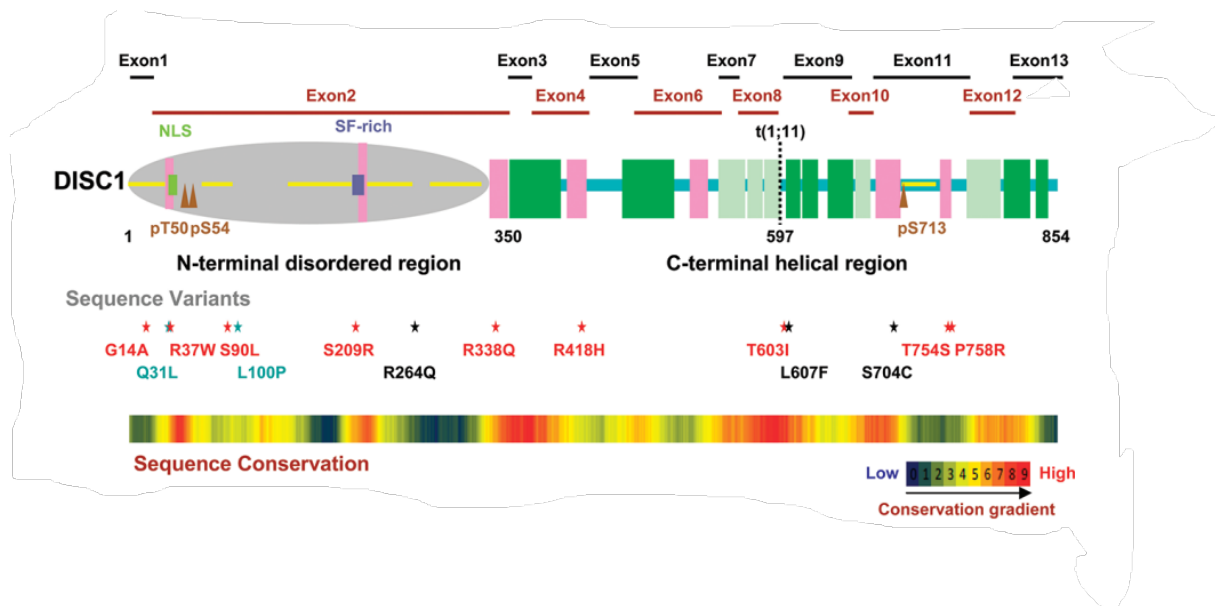 Exon1 Exon3 Exon5 Exon7 Exon9 Exon11 Exon13
Exon2 Exon4 Exon6 Exon8 Exon10 Exon12
NLS SF-rich t(1;11)
DISC1
pT50 pS54 pS713
1 350 597 854
N-terminal disordered region C-terminal helical region
Sequence Variants
G14A R37W S90L S209R R338Q R418H T603I T754S P758R
Q31L L100P R264Q L607F S704C
Sequence Conservation
Low 0 1 2 3 4 5 6 7 8 9 High
Conservation gradient